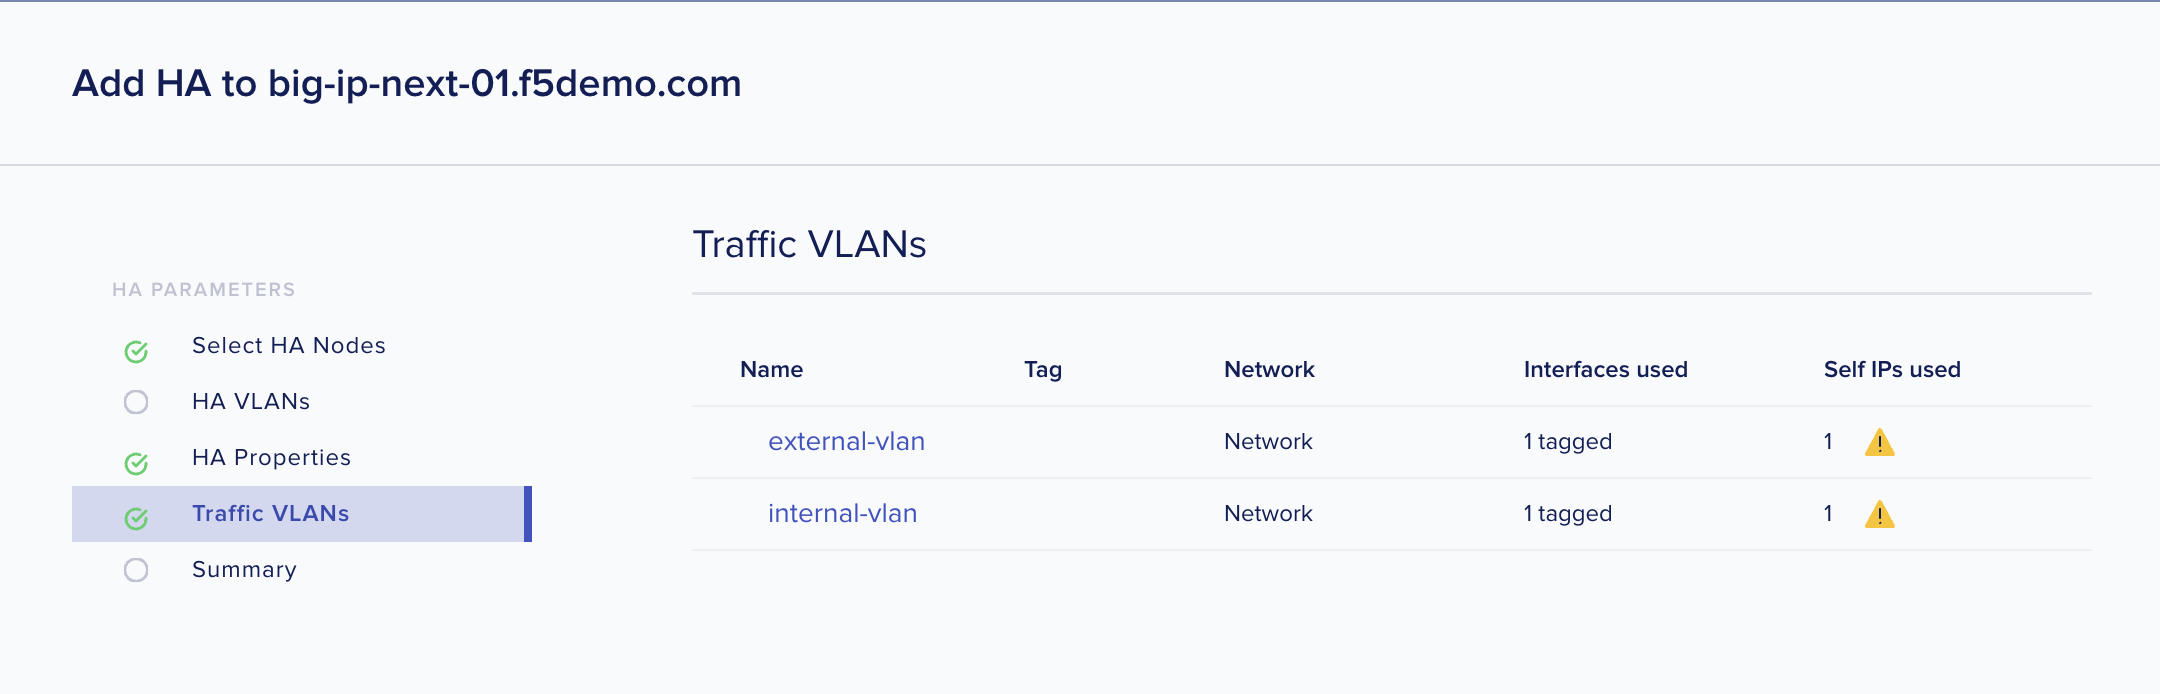 Add HA to big-ip-next-01.f5demo.com
HA PARAMETERS
Select HA Nodes
HA VLANs
HA Properties
Traffic VLANs
Summary
Traffic VLANs
Name Tag Network Interfaces used Self IPs used
external-vlan Network 1 tagged 1
internal-vlan Network 1 tagged 1